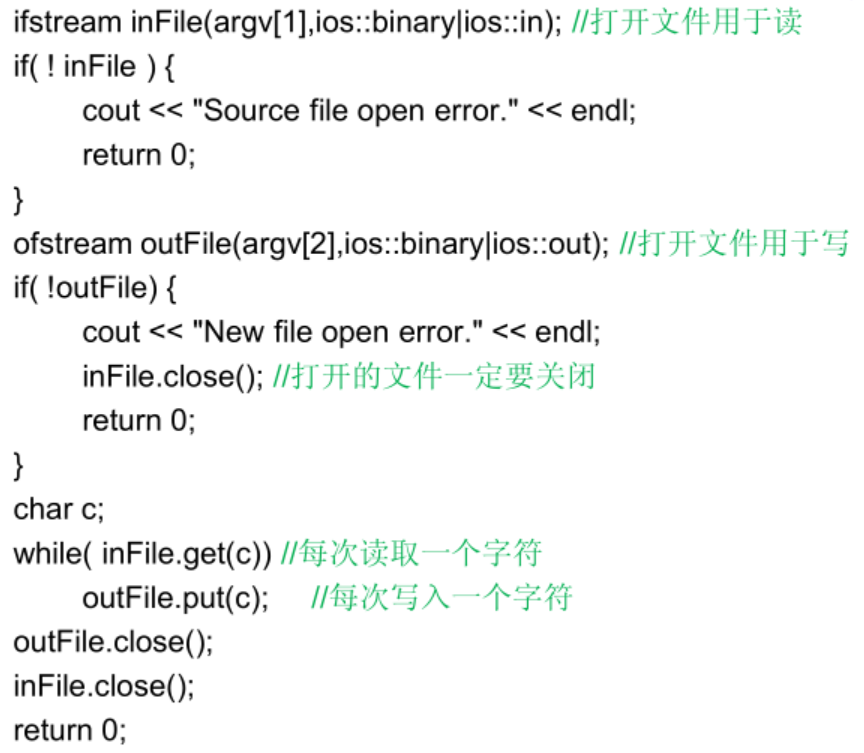 ifstream inFile(argv[1],ios::binary|ios::in); //打开文件用于读
if( ! inFile ) {
cout << "Source file open error." << endl;
return 0;
}
ofstream outFile(argv[2],ios::binary|ios::out); //打开文件用于写
if( !outFile) {
cout << "New file open error." << endl;
inFile.close(); //打开的文件一定要关闭
return 0;
}
char c;
while( inFile.get(c)) //每次读取一个字符
outFile.put(c); //每次写入一个字符
outFile.close();
inFile.close();
return 0;